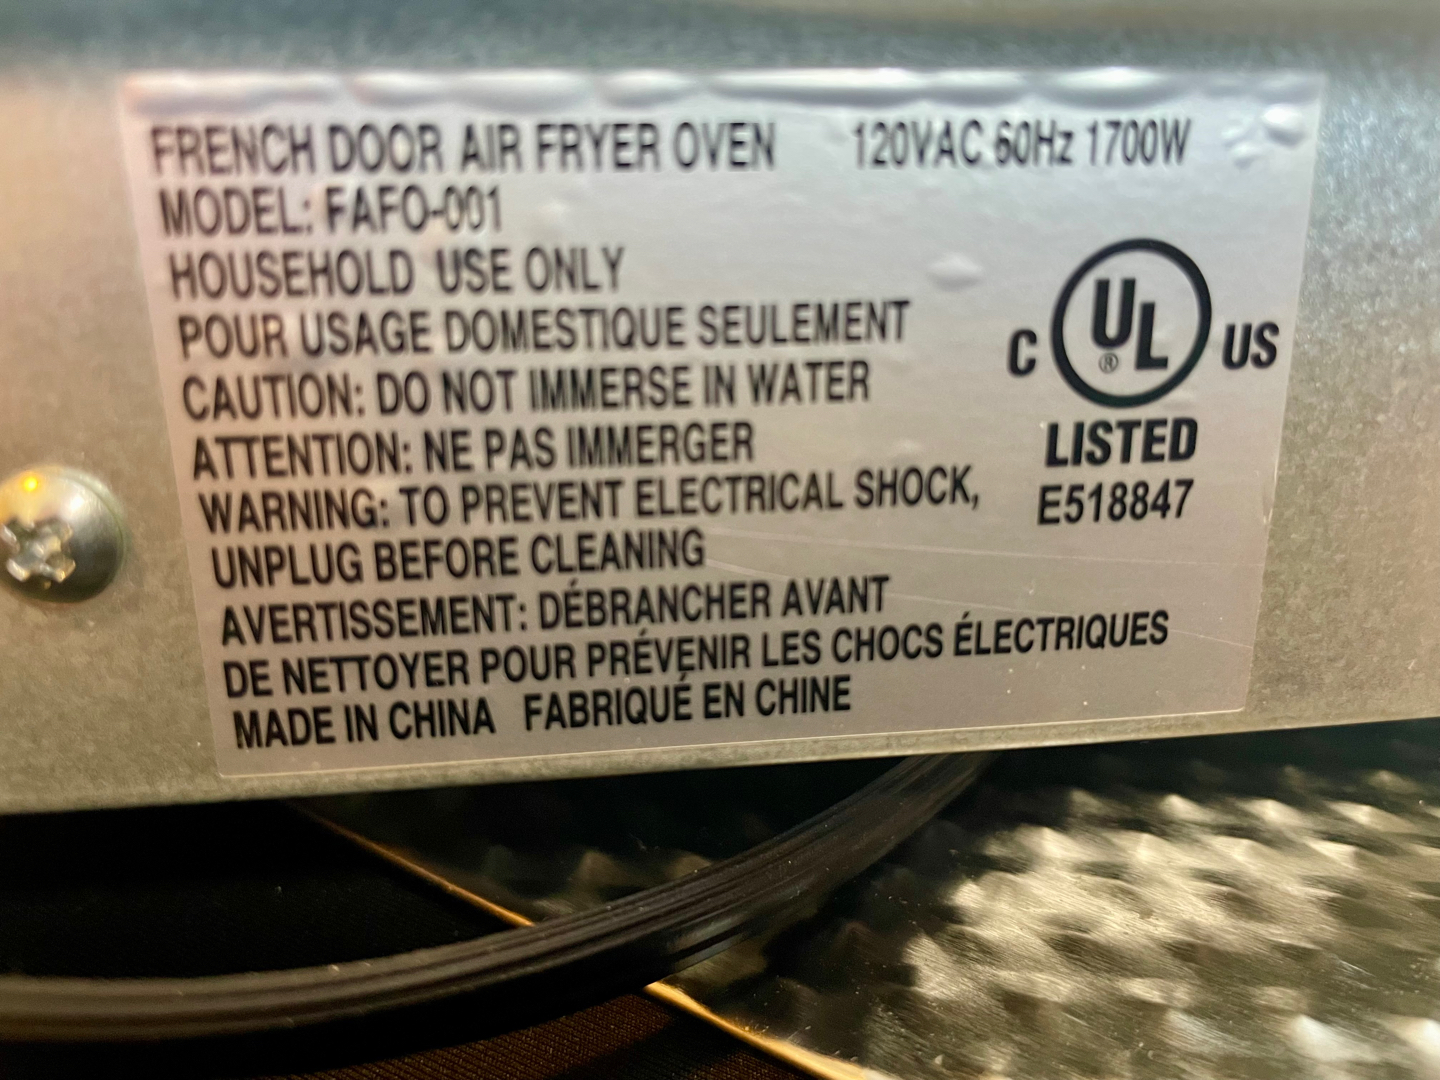 FRENCH DOOR AIR FRYER OVEN 120VAC 60Hz 1700W
MODEL: FAFO-001
HOUSEHOLD USE ONLY
POUR USAGE DOMESTIQUE SEULEMENT
CAUTION: DO NOT IMMERSE IN WATER
ATTENTION: NE PAS IMMERGER
WARNING: TO PREVENT ELECTRICAL SHOCK,
UNPLUG BEFORE CLEANING
AVERTISSEMENT: DÉBRANCHER AVANT
DE NETTOYER POUR PRÉVENIR LES CHOCS ÉLECTRIQUES
MADE IN CHINA FABRIQUÉ EN CHINE
C UL® US
LISTED
E518847